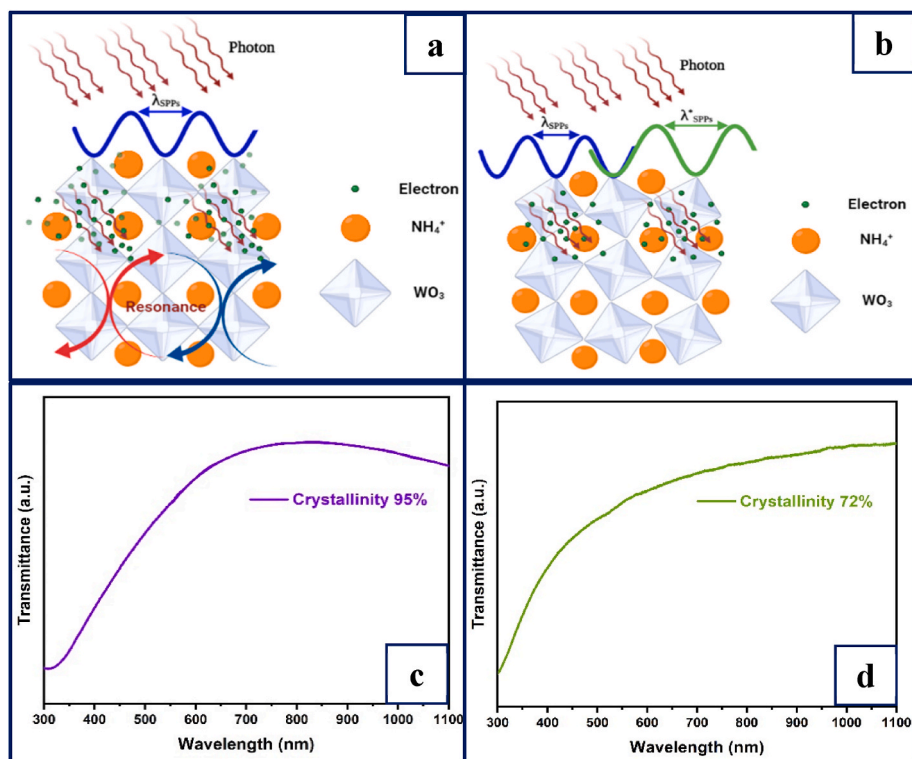 a
Photon
λSPPs
Electron
NH₄⁺
WO₃
Resonance
b
Photon
λSPPs
λ*SPPs
Electron
NH₄⁺
WO₃
Transmittance (a.u.)
Crystallinity 95%
c
300 400 500 600 700 800 900 1000 1100
Wavelength (nm)
Transmittance (a.u.)
Crystallinity 72%
d
300 400 500 600 700 800 900 1000 1100
Wavelength (nm)